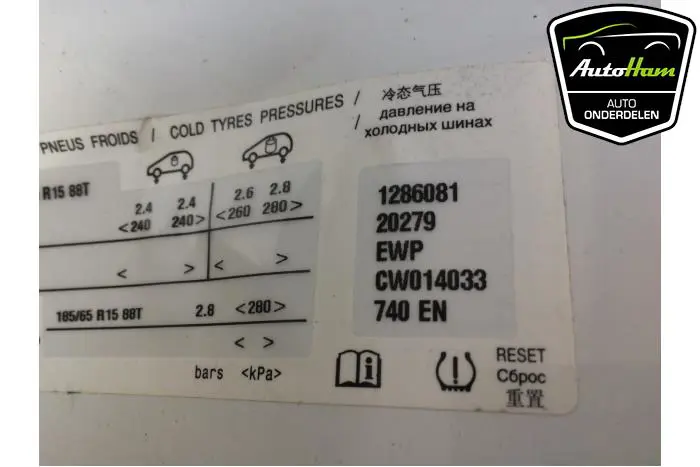 AutoHam
AUTO
ONDERDELEN
PNEUS FROIDS / COLD TYRES PRESSURES / 冷态气压
/ давление на
холодных шинах
R15 88T
2.4 2.4 2.6 2.8
<240 240> <260 280>
< > < >
185/65 R15 88T 2.8 <280>
< >
bars <kPa>
1286081
20279
EWP
CW014033
740 EN
RESET
Сброс
重置